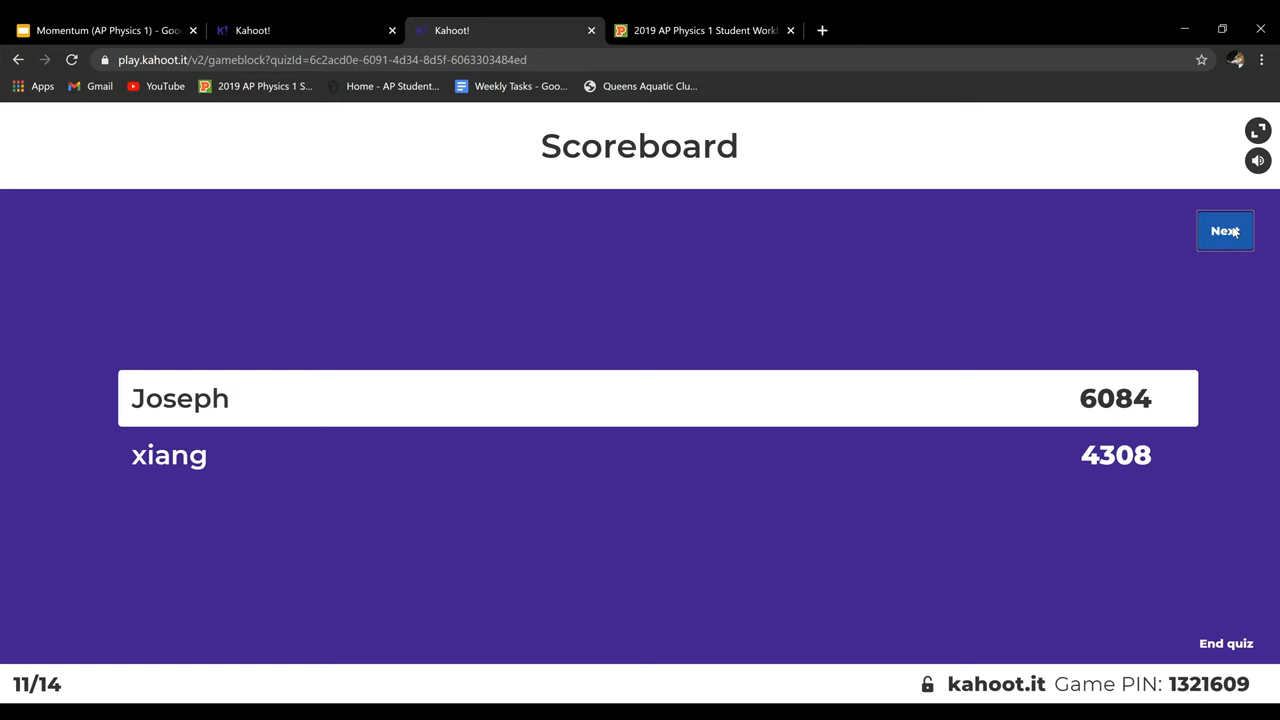 Momentum (AP Physics 1) - Goo
Kahoot!
Kahoot!
2019 AP Physics 1 Student Workb
play.kahoot.it/v2/gameblock?quizId=6c2acd0e-6091-4d34-8d5f-6063303484ed
Apps
Gmail
YouTube
2019 AP Physics 1 S...
Home - AP Student...
Weekly Tasks - Goo...
Queens Aquatic Clu...
Scoreboard
Next
Joseph 6084
xiang 4308
End quiz
11/14
kahoot.it Game PIN: 1321609